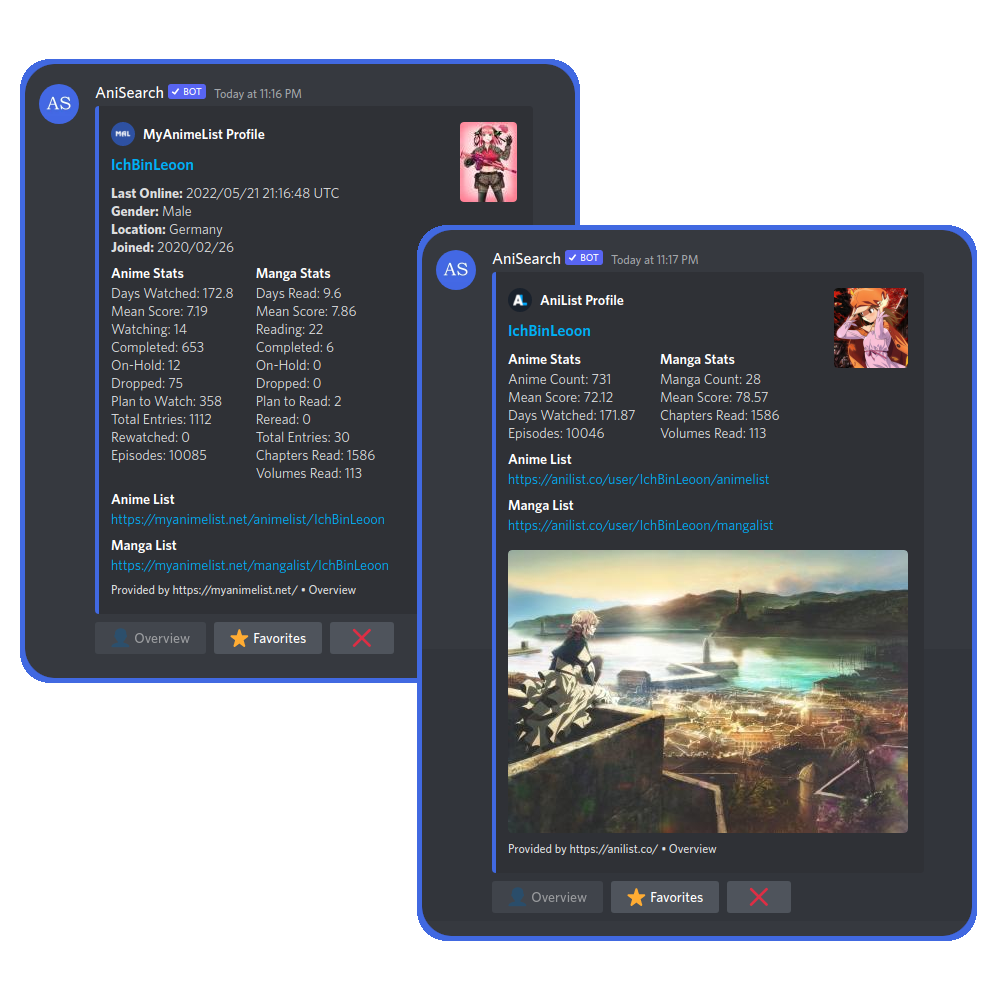 AS
AniSearch ✓ BOT Today at 11:16 PM
MAL MyAnimeList Profile
IchBinLeoon
Last Online: 2022/05/21 21:16:48 UTC
Gender: Male
Location: Germany
Joined: 2020/02/26
Anime Stats Manga Stats
Days Watched: 172.8 Days Read: 9.6
Mean Score: 7.19 Mean Score: 7.86
Watching: 14 Reading: 22
Completed: 653 Completed: 6
On-Hold: 12 On-Hold: 0
Dropped: 75 Dropped: 0
Plan to Watch: 358 Plan to Read: 2
Total Entries: 1112 Reread: 0
Rewatched: 0 Total Entries: 30
Episodes: 10085 Chapters Read: 1586
Volumes Read: 113
Anime List
https://myanimelist.net/animelist/IchBinLeoon
Manga List
https://myanimelist.net/mangalist/IchBinLeoon
Provided by https://myanimelist.net/ • Overview
Overview Favorites
AS
AniSearch ✓ BOT Today at 11:17 PM
A. AniList Profile
IchBinLeoon
Anime Stats Manga Stats
Anime Count: 731 Manga Count: 28
Mean Score: 72.12 Mean Score: 78.57
Days Watched: 171.87 Chapters Read: 1586
Episodes: 10046 Volumes Read: 113
Anime List
https://anilist.co/user/IchBinLeoon/animelist
Manga List
https://anilist.co/user/IchBinLeoon/mangalist
Provided by https://anilist.co/ • Overview
Overview Favorites